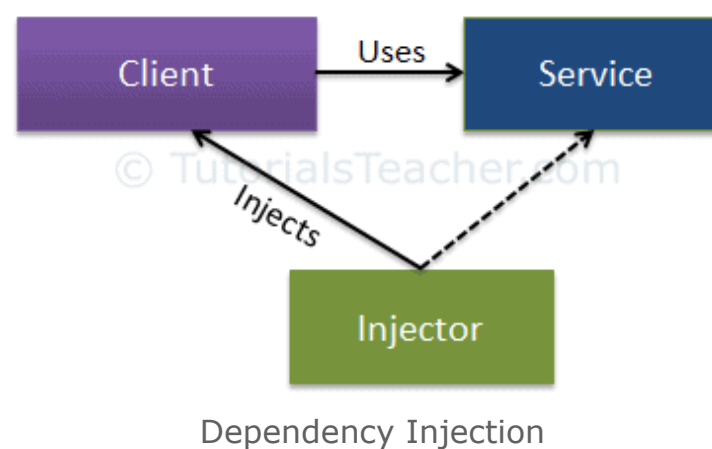 Client
Uses
Service
© TutorialsTeacher.com
Injects
Injector
Dependency Injection